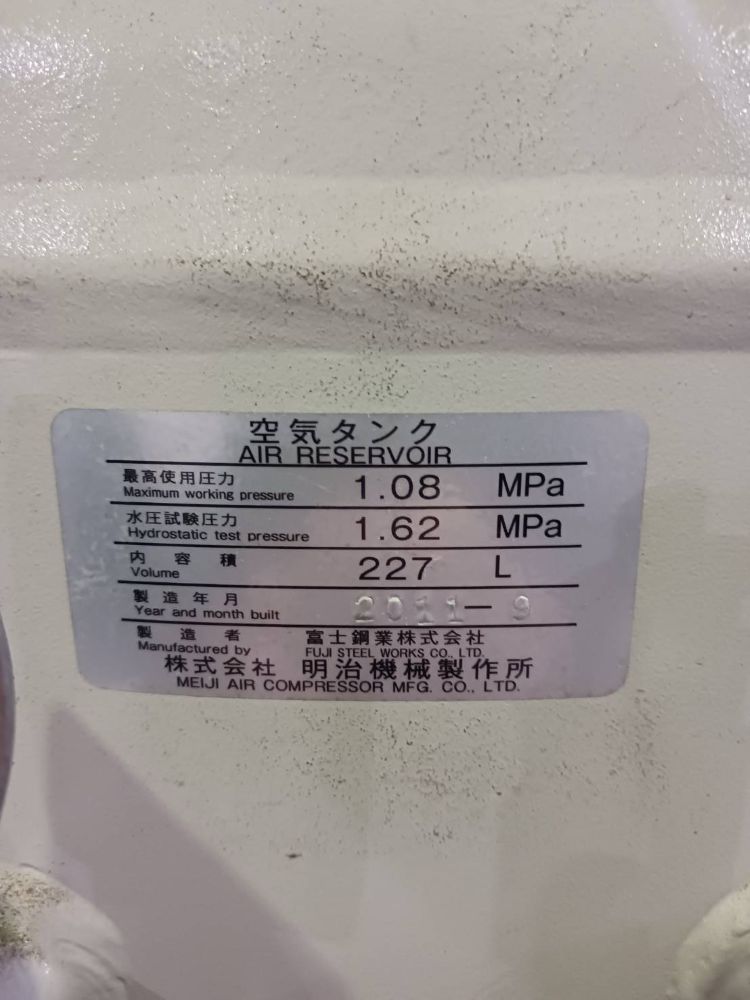 空気タンク
AIR RESERVOIR
最高使用圧力 1.08 MPa
Maximum working pressure
水圧試験圧力 1.62 MPa
Hydrostatic test pressure
内容積 227 L
Volume
製造年月 2011-9
Year and month built
製造者 富士鋼業株式会社
Manufactured by FUJI STEEL WORKS CO., LTD.
株式会社 明治機械製作所
MEIJI AIR COMPRESSOR MFG. CO., LTD.